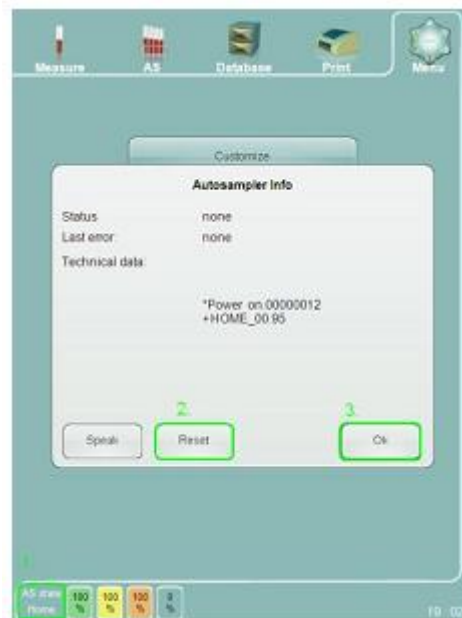 Measure AS Database Print Menu
Customize
Autosampler Info
Status none
Last error: none
Technical data:
*Power on:00000012
+HOME_00.95
2. 3.
Speak Reset Ok
1.
AS state 100 100 100 0
Home % % % %